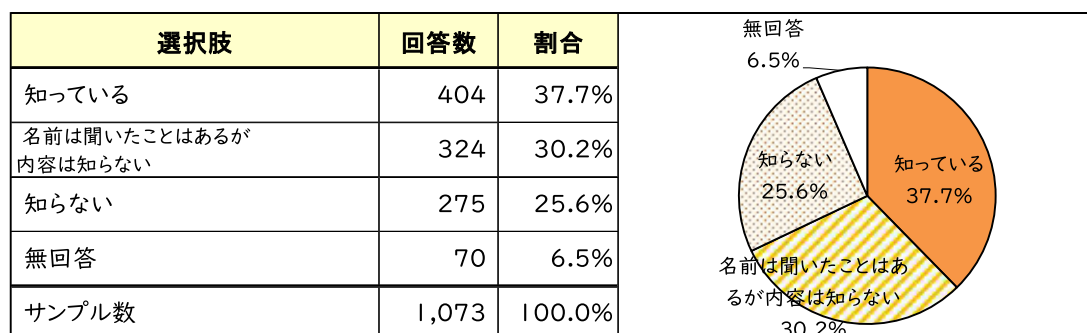 選択肢 回答数 割合
知っている 404 37.7%
名前は聞いたことはあるが
内容は知らない 324 30.2%
知らない 275 25.6%
無回答 70 6.5%
サンプル数 1,073 100.0%
無回答
6.5%
知っている
37.7%
知らない
25.6%
名前は聞いたことはあ
るが内容は知らない
30.2%